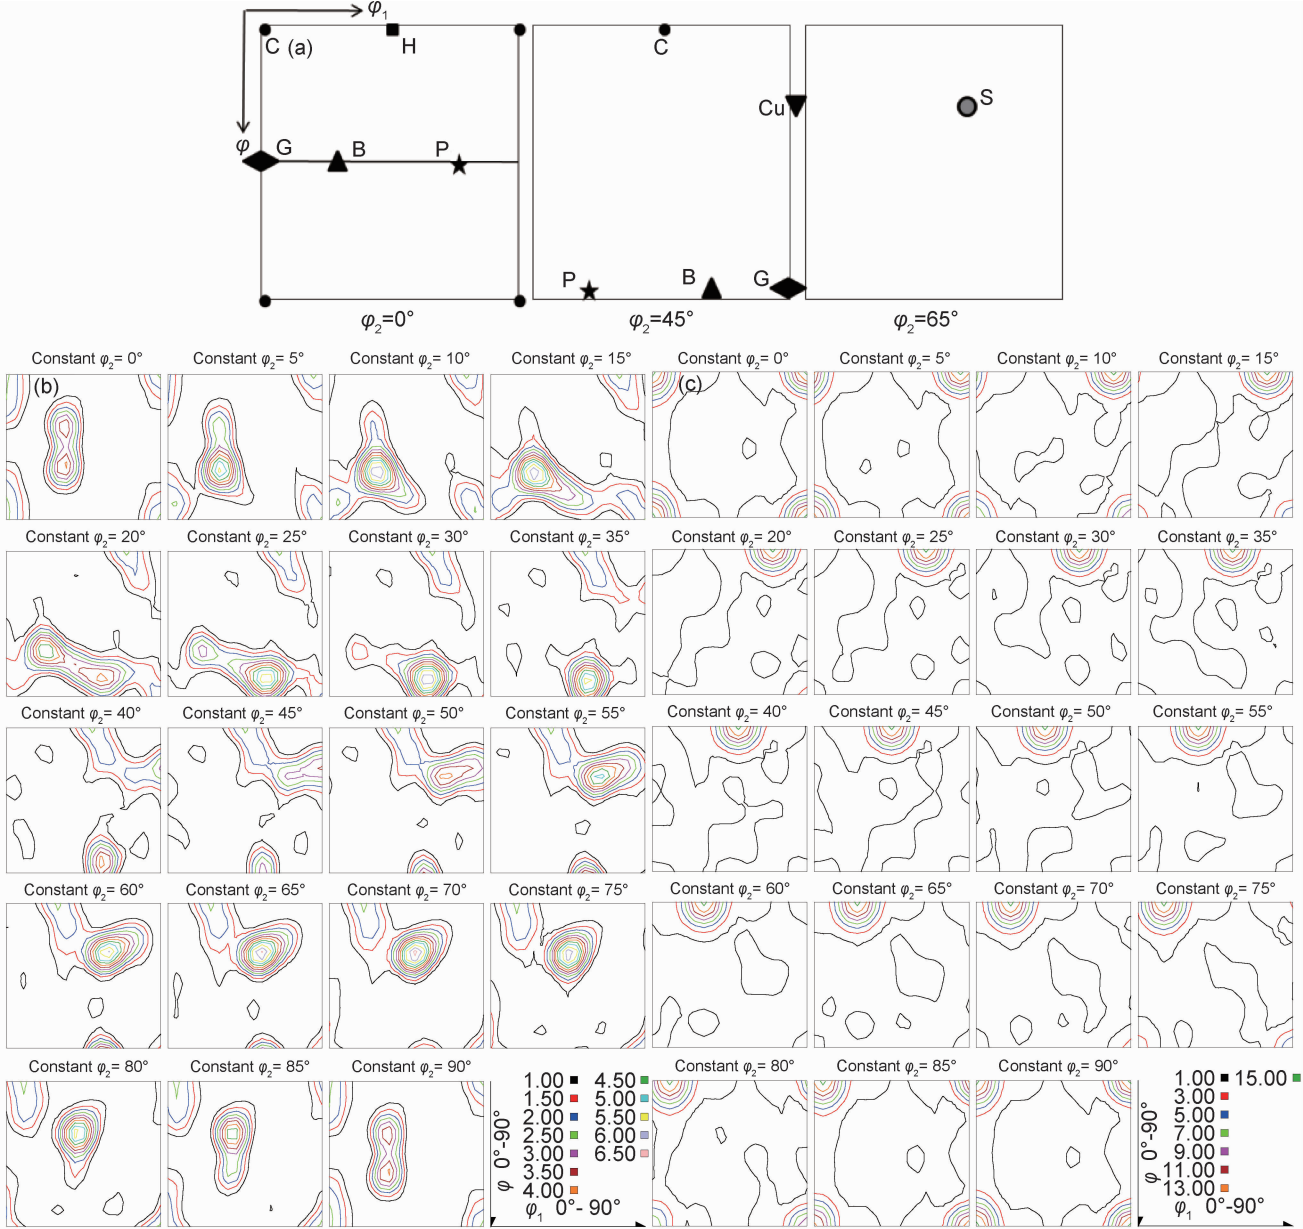 φ₁
C (a) H C
φ G B P Cu S
P B G
φ₂=0° φ₂=45° φ₂=65°
Constant φ₂= 0° Constant φ₂= 5° Constant φ₂= 10° Constant φ₂= 15° Constant φ₂= 0° Constant φ₂= 5° Constant φ₂= 10° Constant φ₂= 15°
(b) (c)
Constant φ₂= 20° Constant φ₂= 25° Constant φ₂= 30° Constant φ₂= 35° Constant φ₂= 20° Constant φ₂= 25° Constant φ₂= 30° Constant φ₂= 35°
Constant φ₂= 40° Constant φ₂= 45° Constant φ₂= 50° Constant φ₂= 55° Constant φ₂= 40° Constant φ₂= 45° Constant φ₂= 50° Constant φ₂= 55°
Constant φ₂= 60° Constant φ₂= 65° Constant φ₂= 70° Constant φ₂= 75° Constant φ₂= 60° Constant φ₂= 65° Constant φ₂= 70° Constant φ₂= 75°
Constant φ₂= 80° Constant φ₂= 85° Constant φ₂= 90° Constant φ₂= 80° Constant φ₂= 85° Constant φ₂= 90°
φ 0°-90°
1.00 4.50
1.50 5.00
2.00 5.50
2.50 6.00
3.00 6.50
3.50
4.00
φ₁ 0°- 90°
φ 0°-90°
1.00 15.00
3.00
5.00
7.00
9.00
11.00
13.00
φ₁ 0°-90°